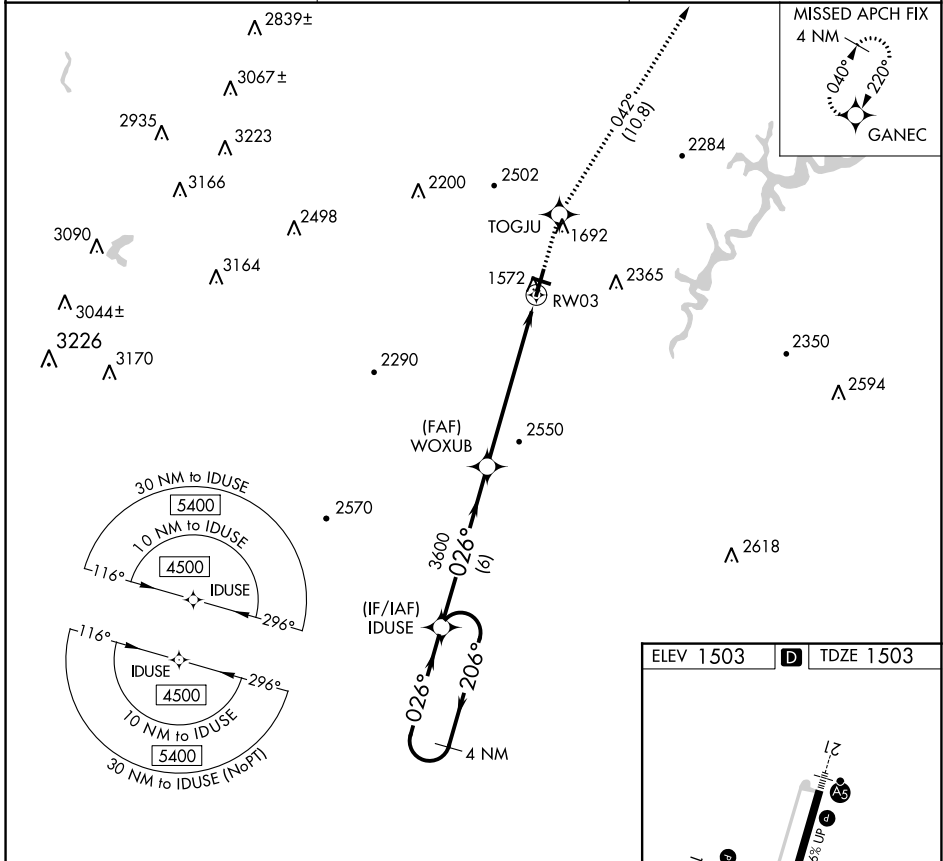 MISSED APCH FIX
4 NM
040°
220°
GANEC
2839±
3067±
2935
3223
3166
2498
3090
3164
3044±
3226
3170
2200
2502
042°
(10.8)
2284
TOGJU
1692
1572
RW03
2365
2290
2350
2594
(FAF)
WOXUB
2550
2570
2618
3600
026°
(6)
(IF/IAF)
IDUSE
026°
206°
4 NM
30 NM to IDUSE
5400
10 NM to IDUSE
4500
IDUSE
116°
296°
116°
296°
IDUSE
4500
10 NM to IDUSE
5400
30 NM to IDUSE (NoPT)
ELEV 1503
D
TDZE 1503
21
A5
P
6% UP
P